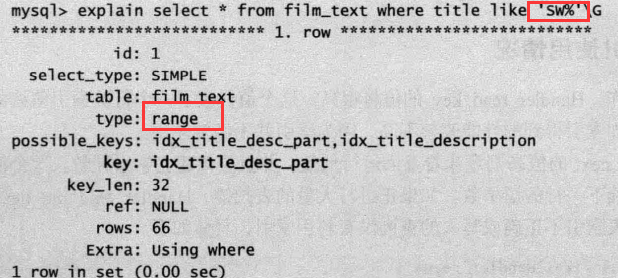 mysql> explain select * from film_text where title like 'SW%'\G
*************************** 1. row ***************************
id: 1
select_type: SIMPLE
table: film_text
type: range
possible_keys: idx_title_desc_part,idx_title_description
key: idx_title_desc_part
key_len: 32
ref: NULL
rows: 66
Extra: Using where
1 row in set (0.00 sec)